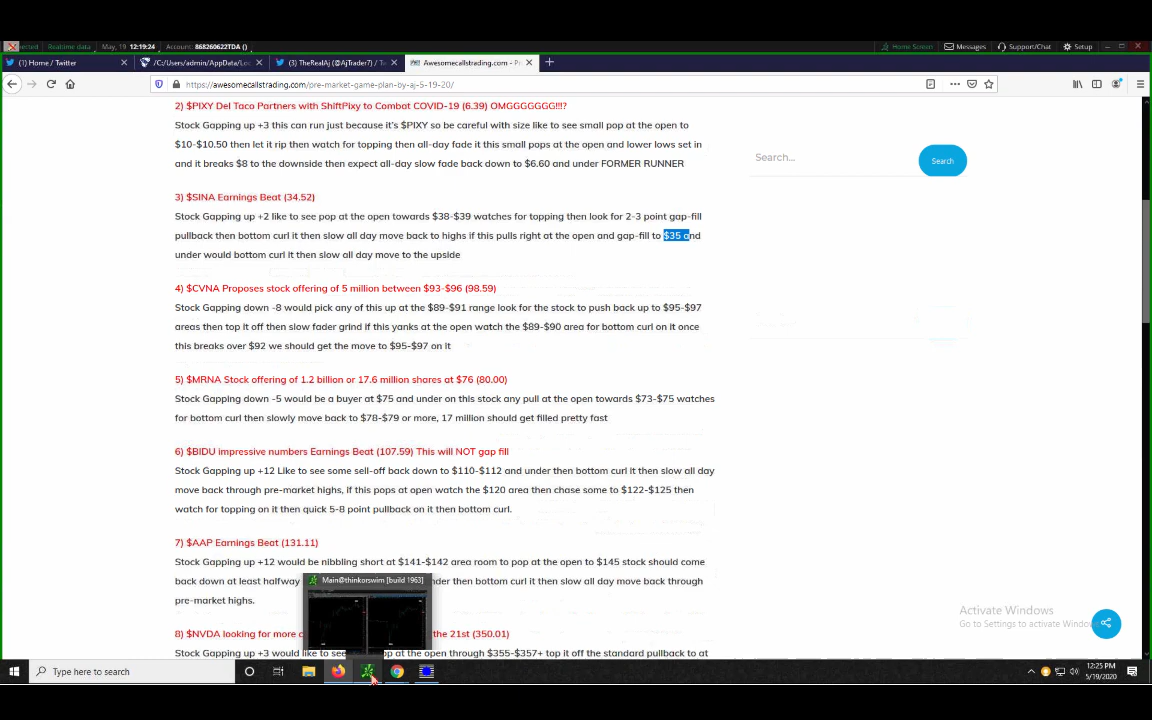 ected Realtime data May, 19 12:19:24 Account: 868260622TDA () Home Screen Messages Support/Chat Setup
(1) Home / Twitter × /C:/Users/admin/AppData/Loc × (3) TheRealAj (@AjTrader7) / Tw × Awesomecallstrading.com - Pr × +
https://awesomecallstrading.com/pre-market-game-plan-by-aj-5-19-20/
2) $PIXY Del Taco Partners with ShiftPixy to Combat COVID-19 (6.39) OMGGGGGGG!!!?
Stock Gapping up +3 this can run just because it's $PIXY so be careful with size like to see small pop at the open to
$10-$10.50 then let it rip then watch for topping then all-day fade it this small pops at the open and lower lows set in
and it breaks $8 to the downside then expect all-day slow fade back down to $6.60 and under FORMER RUNNER
Search...
Search
3) $SINA Earnings Beat (34.52)
Stock Gapping up +2 like to see pop at the open towards $38-$39 watches for topping then look for 2-3 point gap-fill
pullback then bottom curl it then slow all day move back to highs if this pulls right at the open and gap-fill to $35 and
under would bottom curl it then slow all day move to the upside
4) $CVNA Proposes stock offering of 5 million between $93-$96 (98.59)
Stock Gapping down -8 would pick any of this up at the $89-$91 range look for the stock to push back up to $95-$97
areas then top it off then slow fader grind if this yanks at the open watch the $89-$90 area for bottom curl on it once
this breaks over $92 we should get the move to $95-$97 on it
5) $MRNA Stock offering of 1.2 billion or 17.6 million shares at $76 (80.00)
Stock Gapping down -5 would be a buyer at $75 and under on this stock any pull at the open towards $73-$75 watches
for bottom curl then slowly move back to $78-$79 or more, 17 million should get filled pretty fast
6) $BIDU impressive numbers Earnings Beat (107.59) This will NOT gap fill
Stock Gapping up +12 Like to see some sell-off back down to $110-$112 and under then bottom curl it then slow all day
move back through pre-market highs, if this pops at open watch the $120 area then chase some to $122-$125 then
watch for topping on it then quick 5-8 point pullback on it then bottom curl.
7) $AAP Earnings Beat (131.11)
Stock Gapping up +12 would be nibbling short at $141-$142 area room to pop at the open to $145 stock should come
back down at least halfway nder then bottom curl it then slow all day move back through
pre-market highs.
Main@thinkorswim [build 1963]
8) $NVDA looking for more c the 21st (350.01)
Stock Gapping up +3 would like to see pop at the open through $355-$357+ top it off the standard pullback to at
Activate Windows
Go to Settings to activate Windows.
Type here to search
12:25 PM
5/19/2020